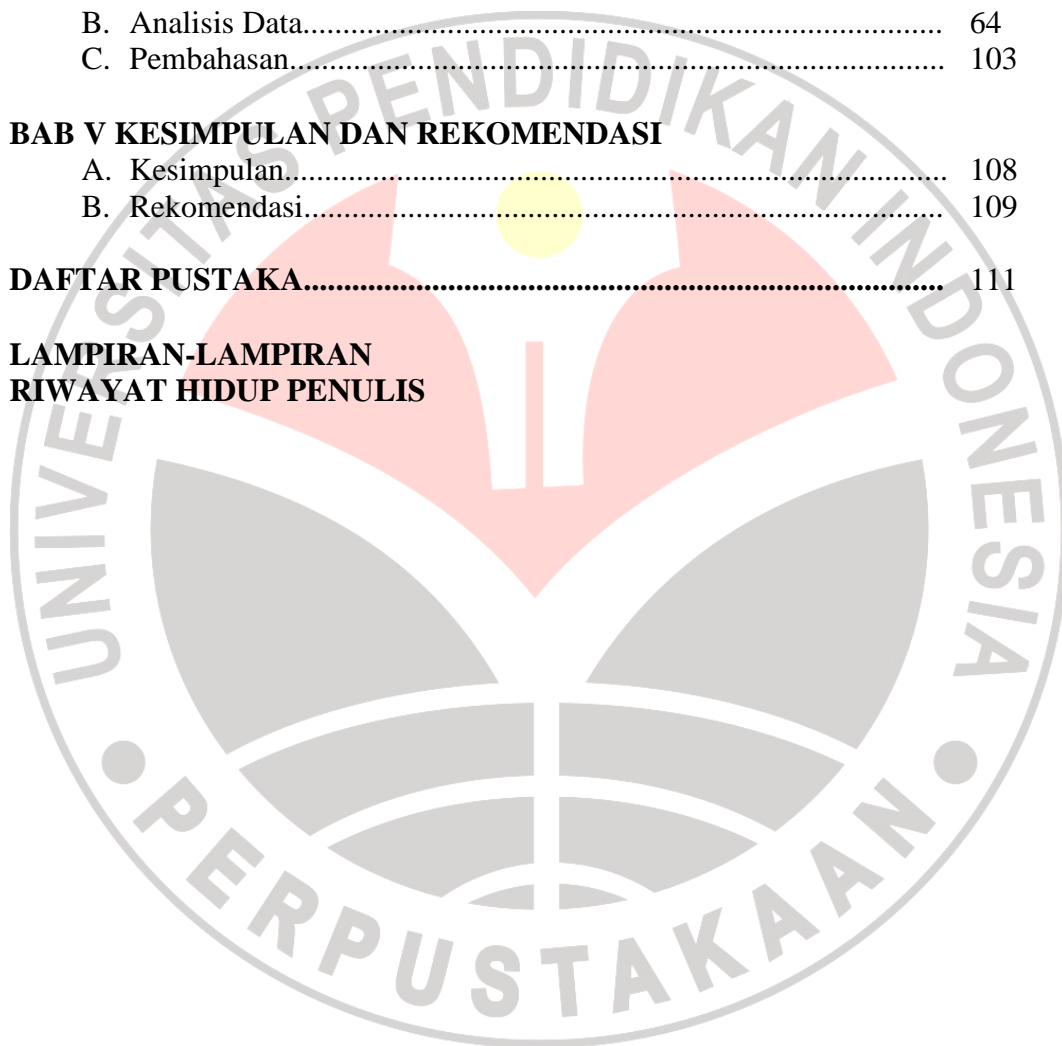 B. Analisis Data................................................................................ 64
C. Pembahasan.................................................................................. 103
BAB V KESIMPULAN DAN REKOMENDASI
A. Kesimpulan................................................................................... 108
B. Rekomendasi................................................................................ 109
DAFTAR PUSTAKA............................................................................... 111
LAMPIRAN-LAMPIRAN
RIWAYAT HIDUP PENULIS
UNIVERSITAS PENDIDIKAN INDONESIA
PERPUSTAKAAN